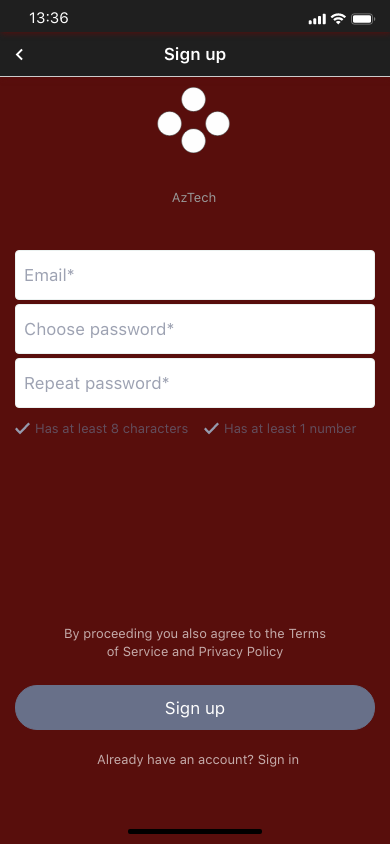 13:36
Sign up
AzTech
Email*
Choose password*
Repeat password*
Has at least 8 characters
Has at least 1 number
By proceeding you also agree to the Terms
of Service and Privacy Policy
Sign up
Already have an account? Sign in